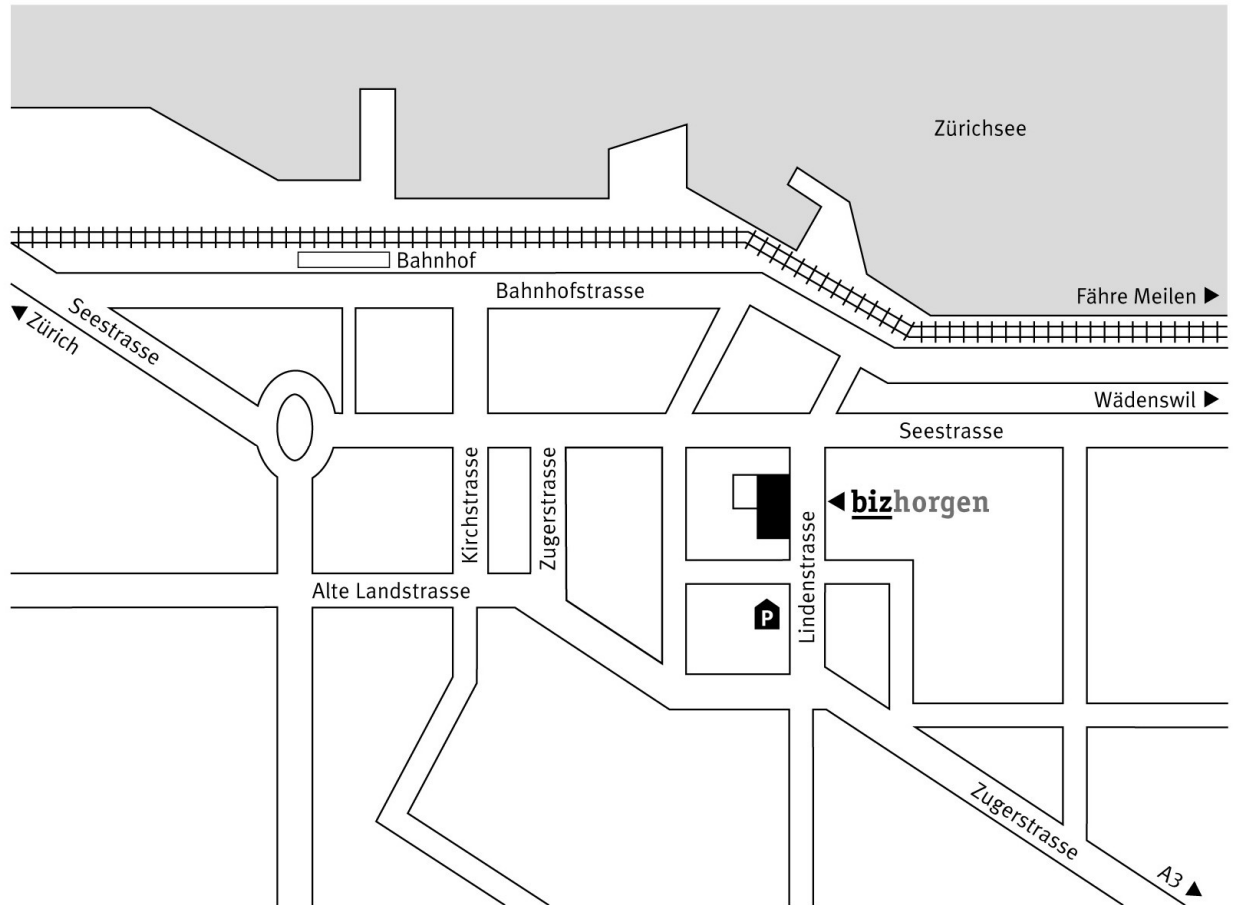 Zürichsee
Bahnhof
Bahnhofstrasse
Fähre Meilen
Seestrasse
Zürich
Wädenswil
Seestrasse
Kirchstrasse
Zugerstrasse
bizhorgen
Lindenstrasse
Alte Landstrasse
P
Zugerstrasse
A3